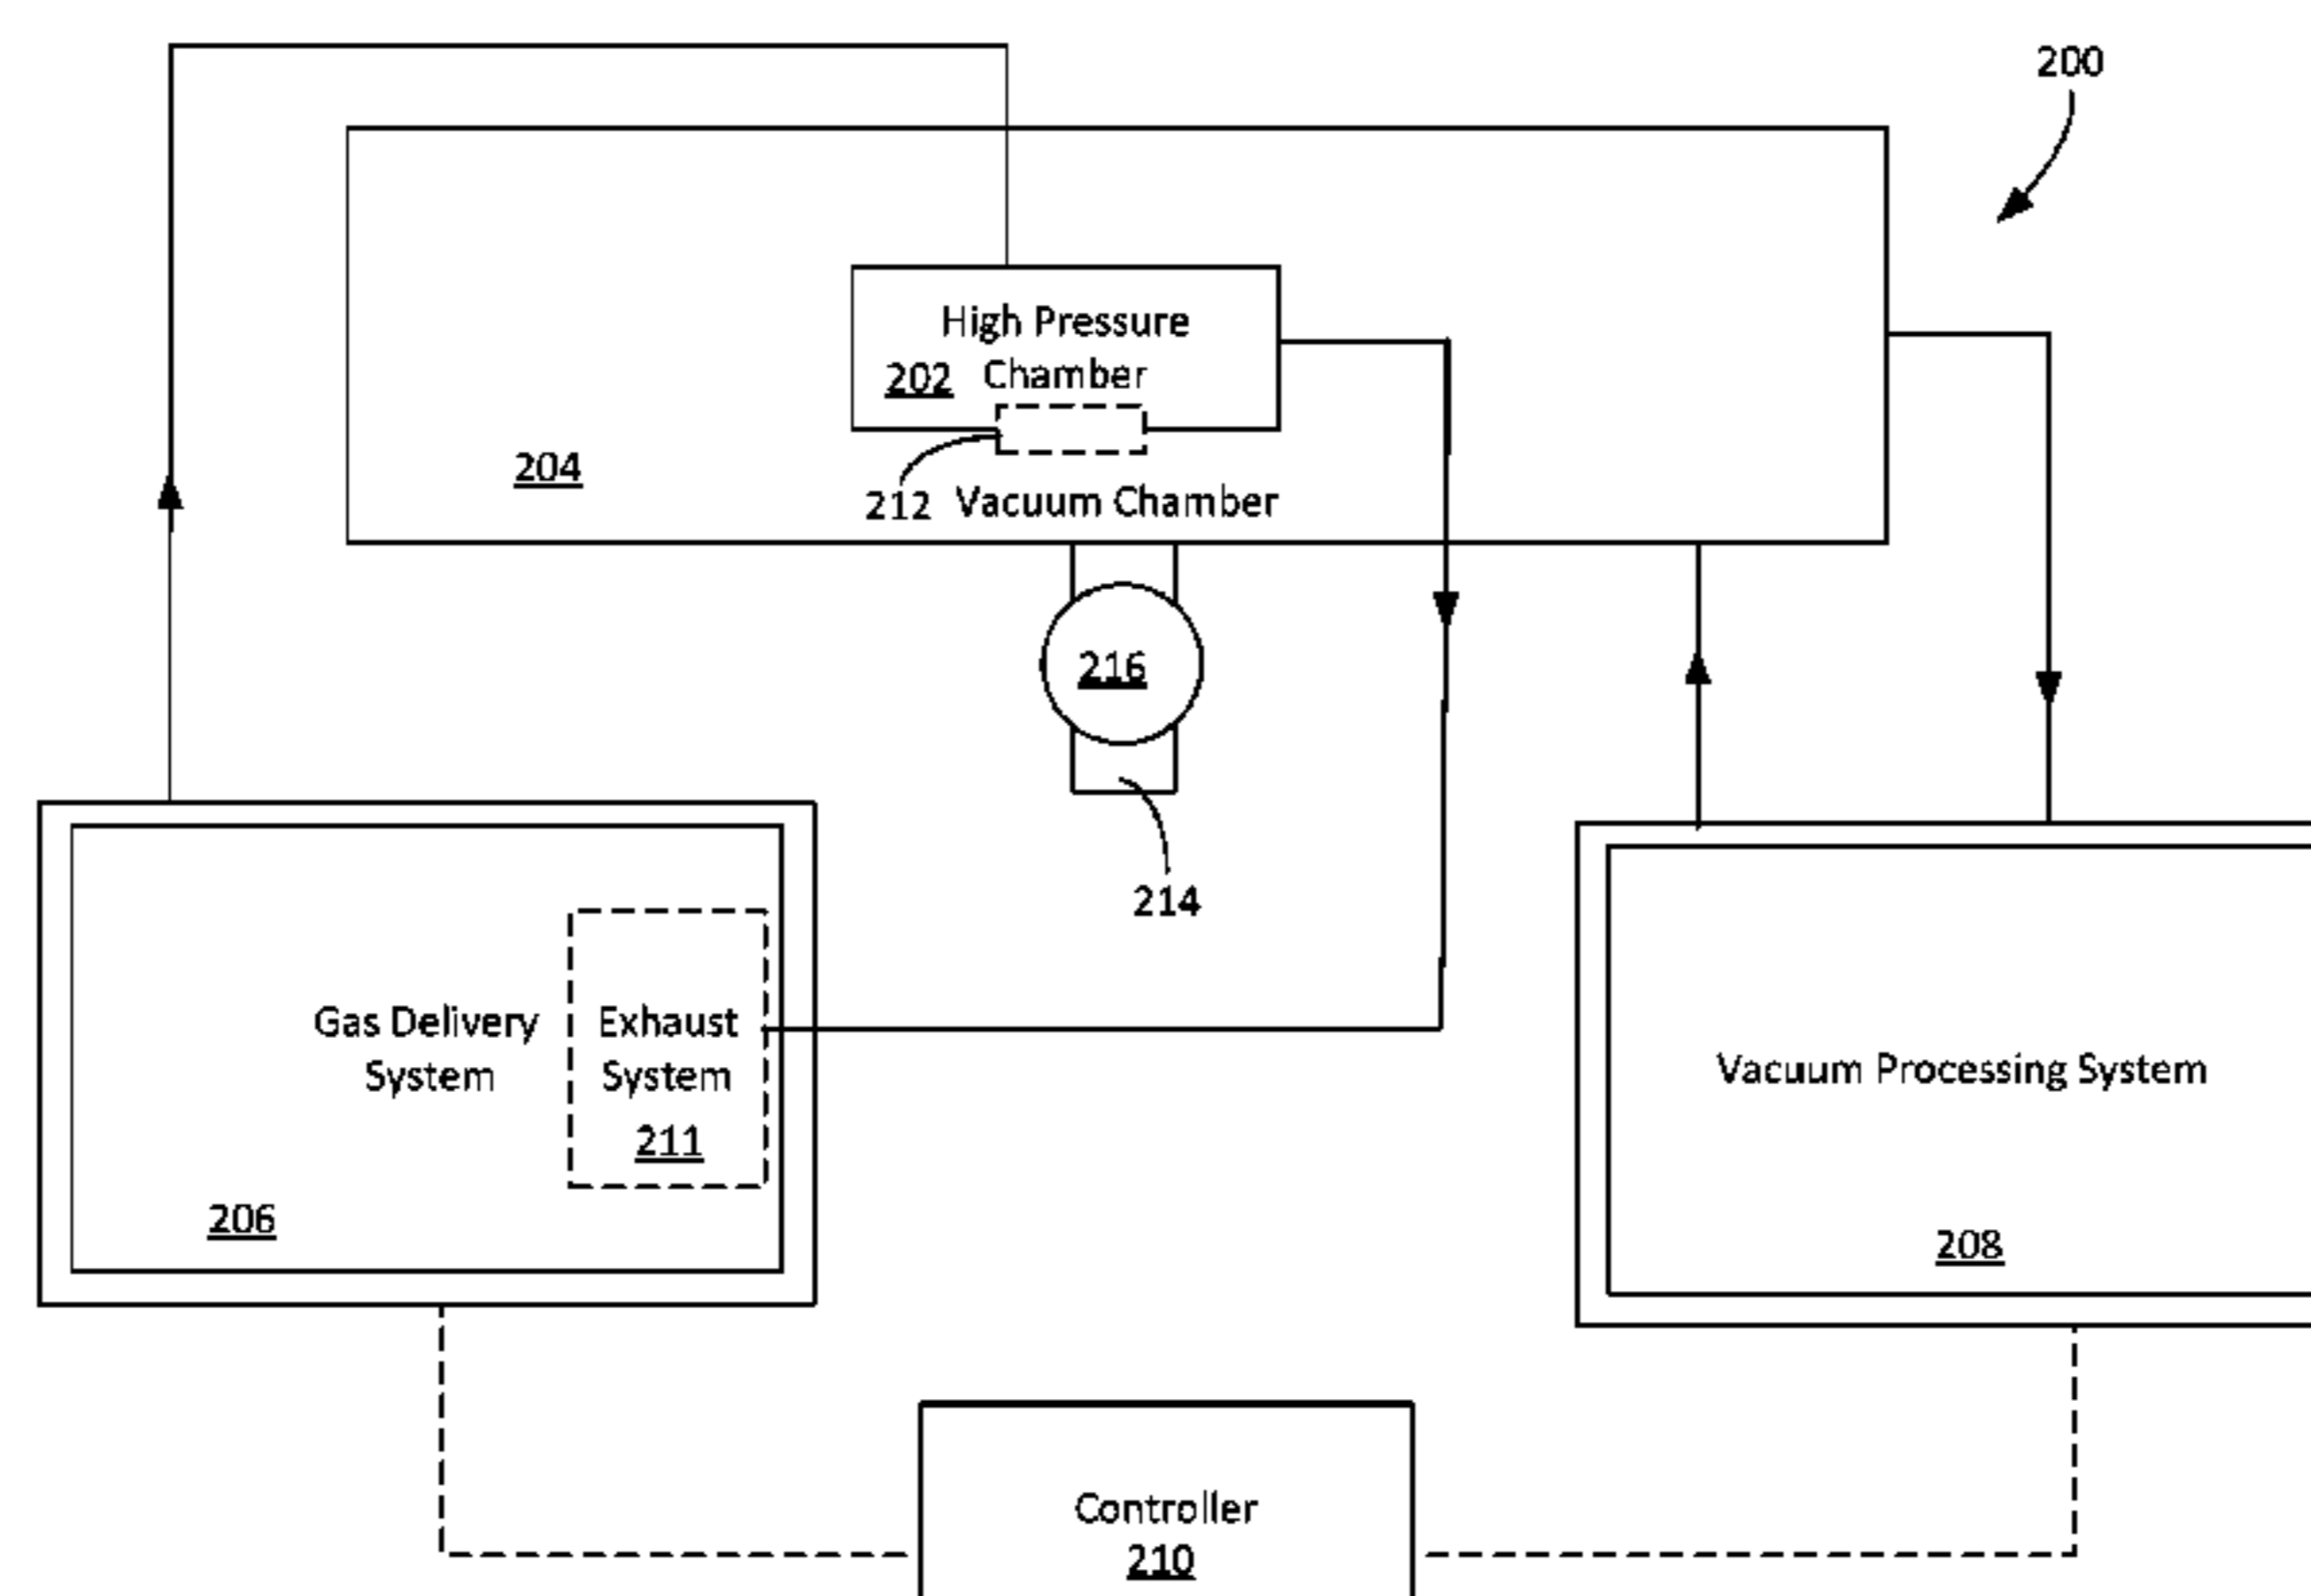 200
High Pressure
202 Chamber
204
212 Vacuum Chamber
216
214
Gas Delivery
System
Exhaust
System
211
206
Vacuum Processing System
208
Controller
210